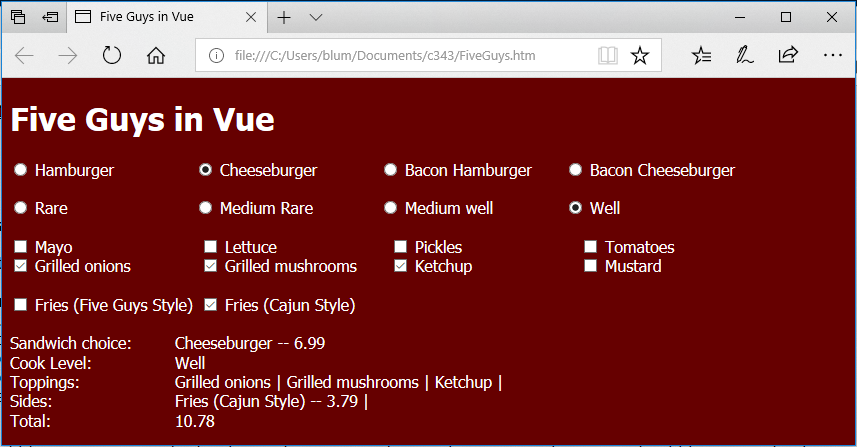 Five Guys in Vue
file:///C:/Users/blum/Documents/c343/FiveGuys.htm
Five Guys in Vue
Hamburger Cheeseburger Bacon Hamburger Bacon Cheeseburger
Rare Medium Rare Medium well Well
Mayo Lettuce Pickles Tomatoes
Grilled onions Grilled mushrooms Ketchup Mustard
Fries (Five Guys Style) Fries (Cajun Style)
Sandwich choice: Cheeseburger -- 6.99
Cook Level: Well
Toppings: Grilled onions | Grilled mushrooms | Ketchup |
Sides: Fries (Cajun Style) -- 3.79 |
Total: 10.78